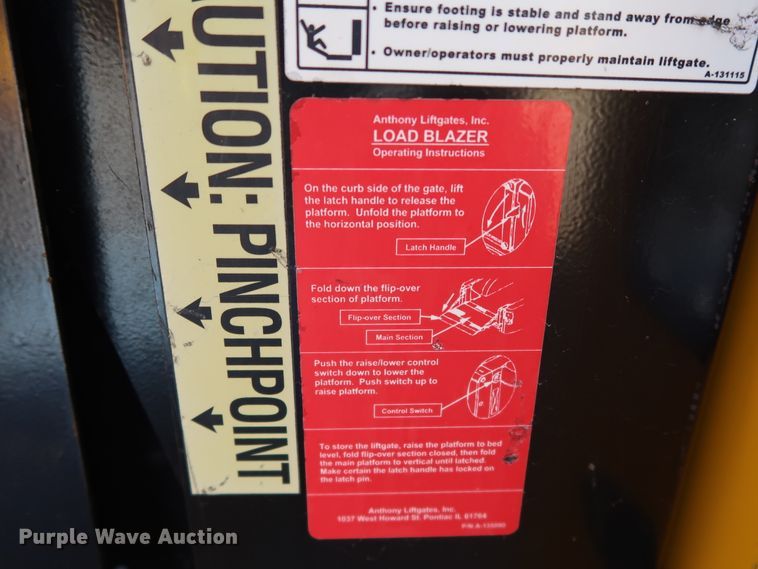 • Ensure footing is stable and stand away from edge
before raising or lowering platform.
• Owner/operators must properly maintain liftgate.
A-131115
CAUTION: PINCHPOINT
Anthony Liftgates, Inc.
LOAD BLAZER
Operating Instructions
On the curb side of the gate, lift
the latch handle to release the
platform. Unfold the platform to
the horizontal position.
Latch Handle
Fold down the flip-over
section of platform.
Flip-over Section
Main Section
Push the raise/lower control
switch down to lower the
platform. Push switch up to
raise platform.
Control Switch
To store the liftgate, raise the platform to bed
level, fold flip-over section closed, then fold
the main platform to vertical until latched.
Make certain the latch handle has locked on
the latch pin.
Anthony Liftgates, Inc.
1037 West Howard St. Pontiac IL 61764
Purple Wave Auction